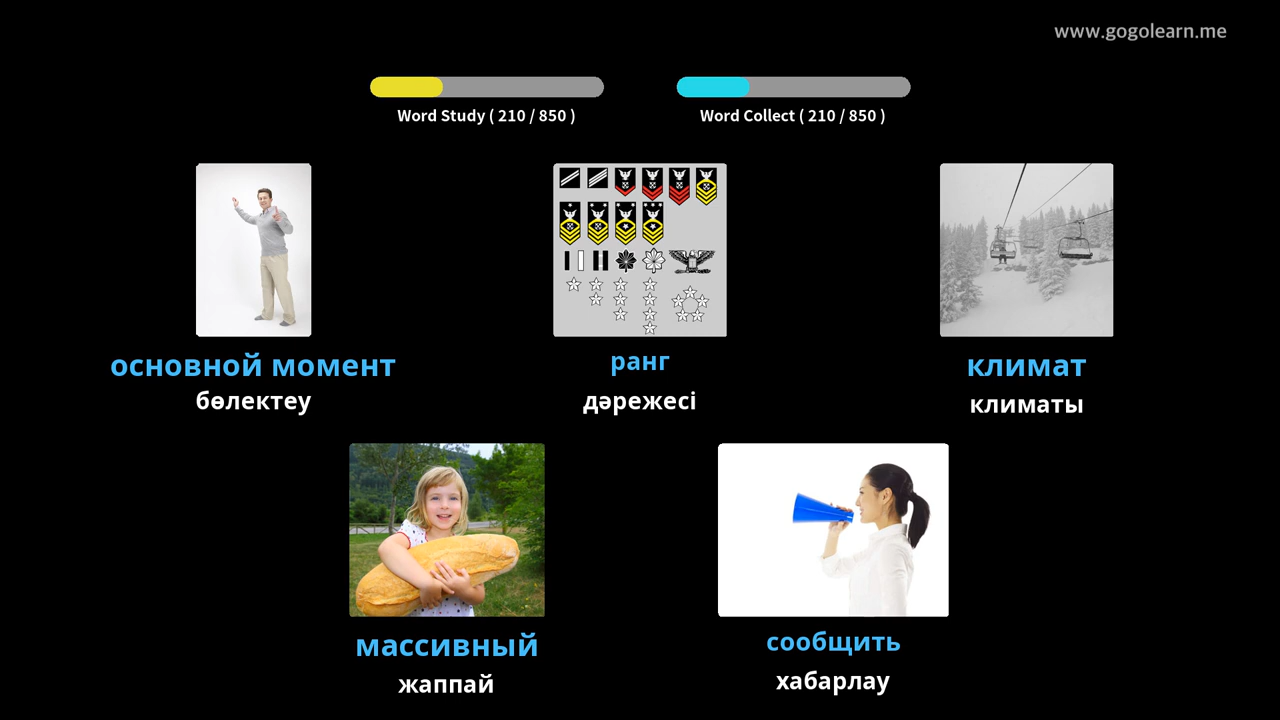 www.gogolearn.me
Word Study ( 210 / 850 )
Word Collect ( 210 / 850 )
основной момент
бөлектеу
ранг
дәрежесі
климат
климаты
массивный
жаппай
сообщить
хабарлау